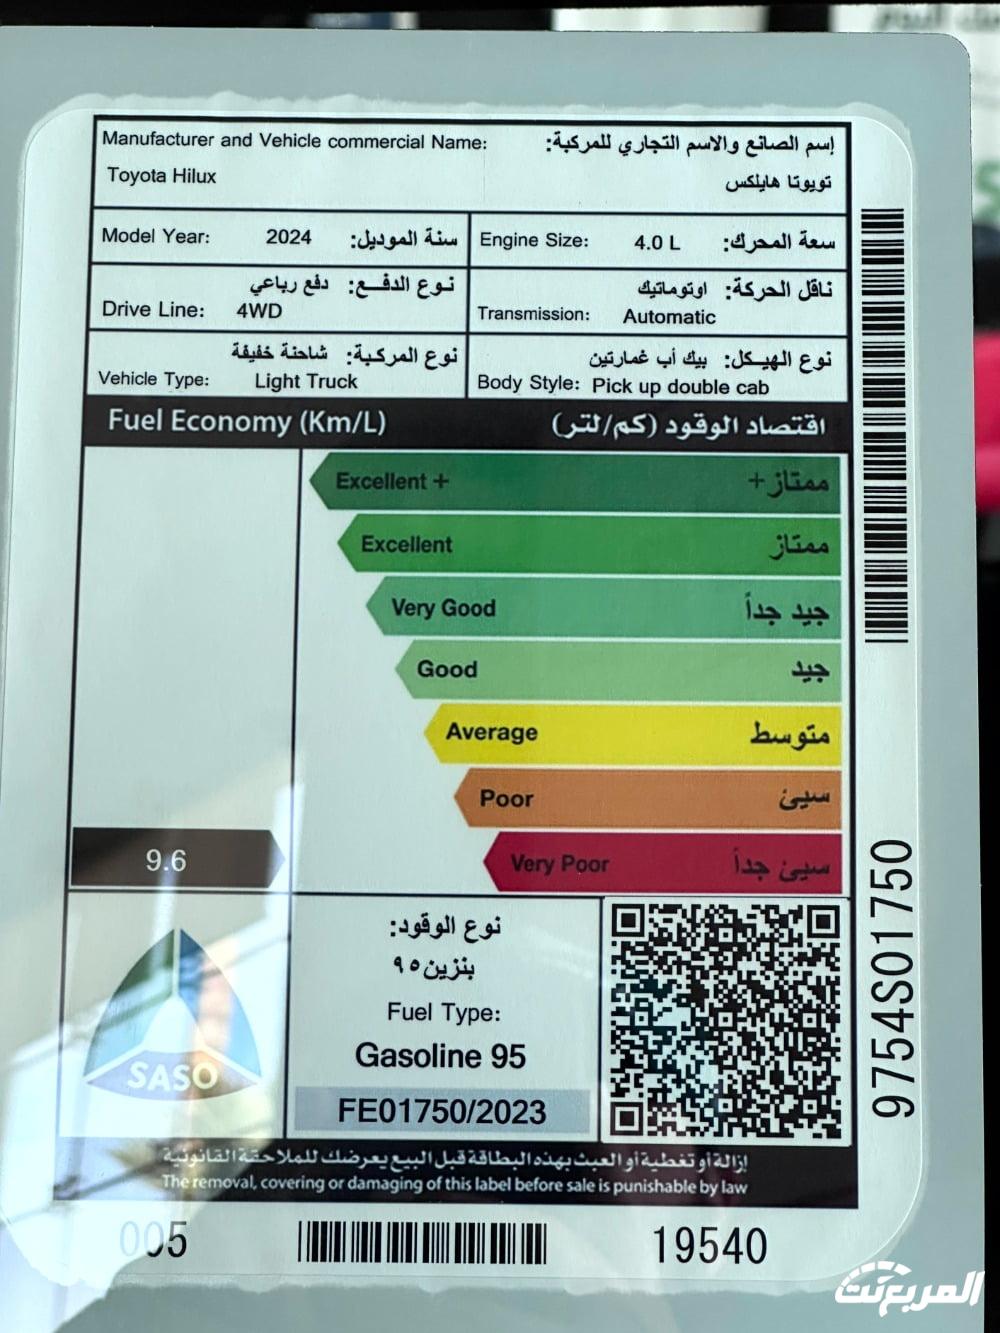 Manufacturer and Vehicle commercial Name: إسم الصانع والاسم التجاري للمركبة:
Toyota Hilux تويوتا هايلكس
Model Year: 2024 سنة الموديل:
Engine Size: 4.0 L سعة المحرك:
نوع الدفع: دفع رباعي
Drive Line: 4WD
ناقل الحركة: اوتوماتيك
Transmission: Automatic
نوع المركبة: شاحنة خفيفة
Vehicle Type: Light Truck
نوع الهيكل: بيك أب غمارتين
Body Style: Pick up double cab
Fuel Economy (Km/L) اقتصاد الوقود (كم/لتر)
Excellent + ممتاز +
Excellent ممتاز
Very Good جيد جداً
Good جيد
Average متوسط
Poor سيئ
9.6
Very Poor سيئ جداً
SASO
نوع الوقود:
بنزين ٩٥
Fuel Type:
Gasoline 95
FE01750/2023
9754S01750
إزالة أو تغطية أو العبث بهذه البطاقة قبل البيع يعرضك للملاحقة القانونية
The removal, covering or damaging of this label before sale is punishable by law
005 19540
المربع نت